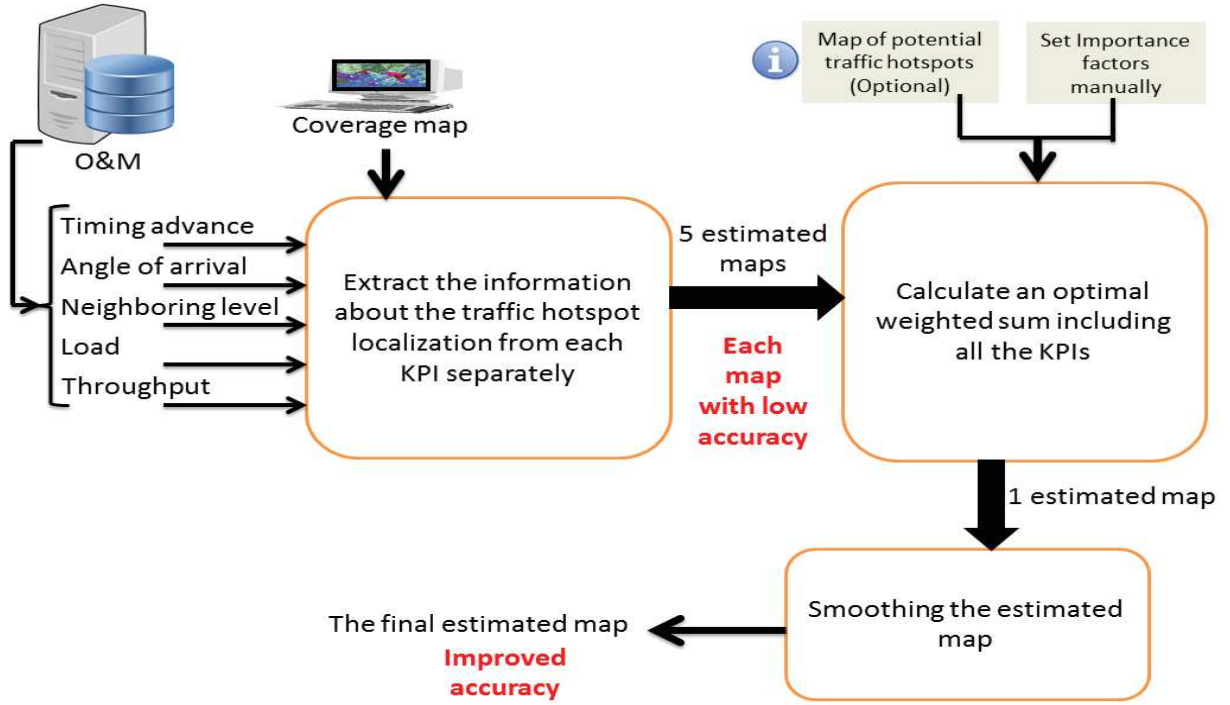 O&M
Coverage map
Map of potential
traffic hotspots
(Optional)
Set Importance
factors
manually
i
Timing advance
Angle of arrival
Neighboring level
Load
Throughput
Extract the information
about the traffic hotspot
localization from each
KPI separately
5 estimated
maps
Each
map
with low
accuracy
Calculate an optimal
weighted sum including
all the KPIs
1 estimated map
Smoothing the estimated
map
The final estimated map
Improved
accuracy